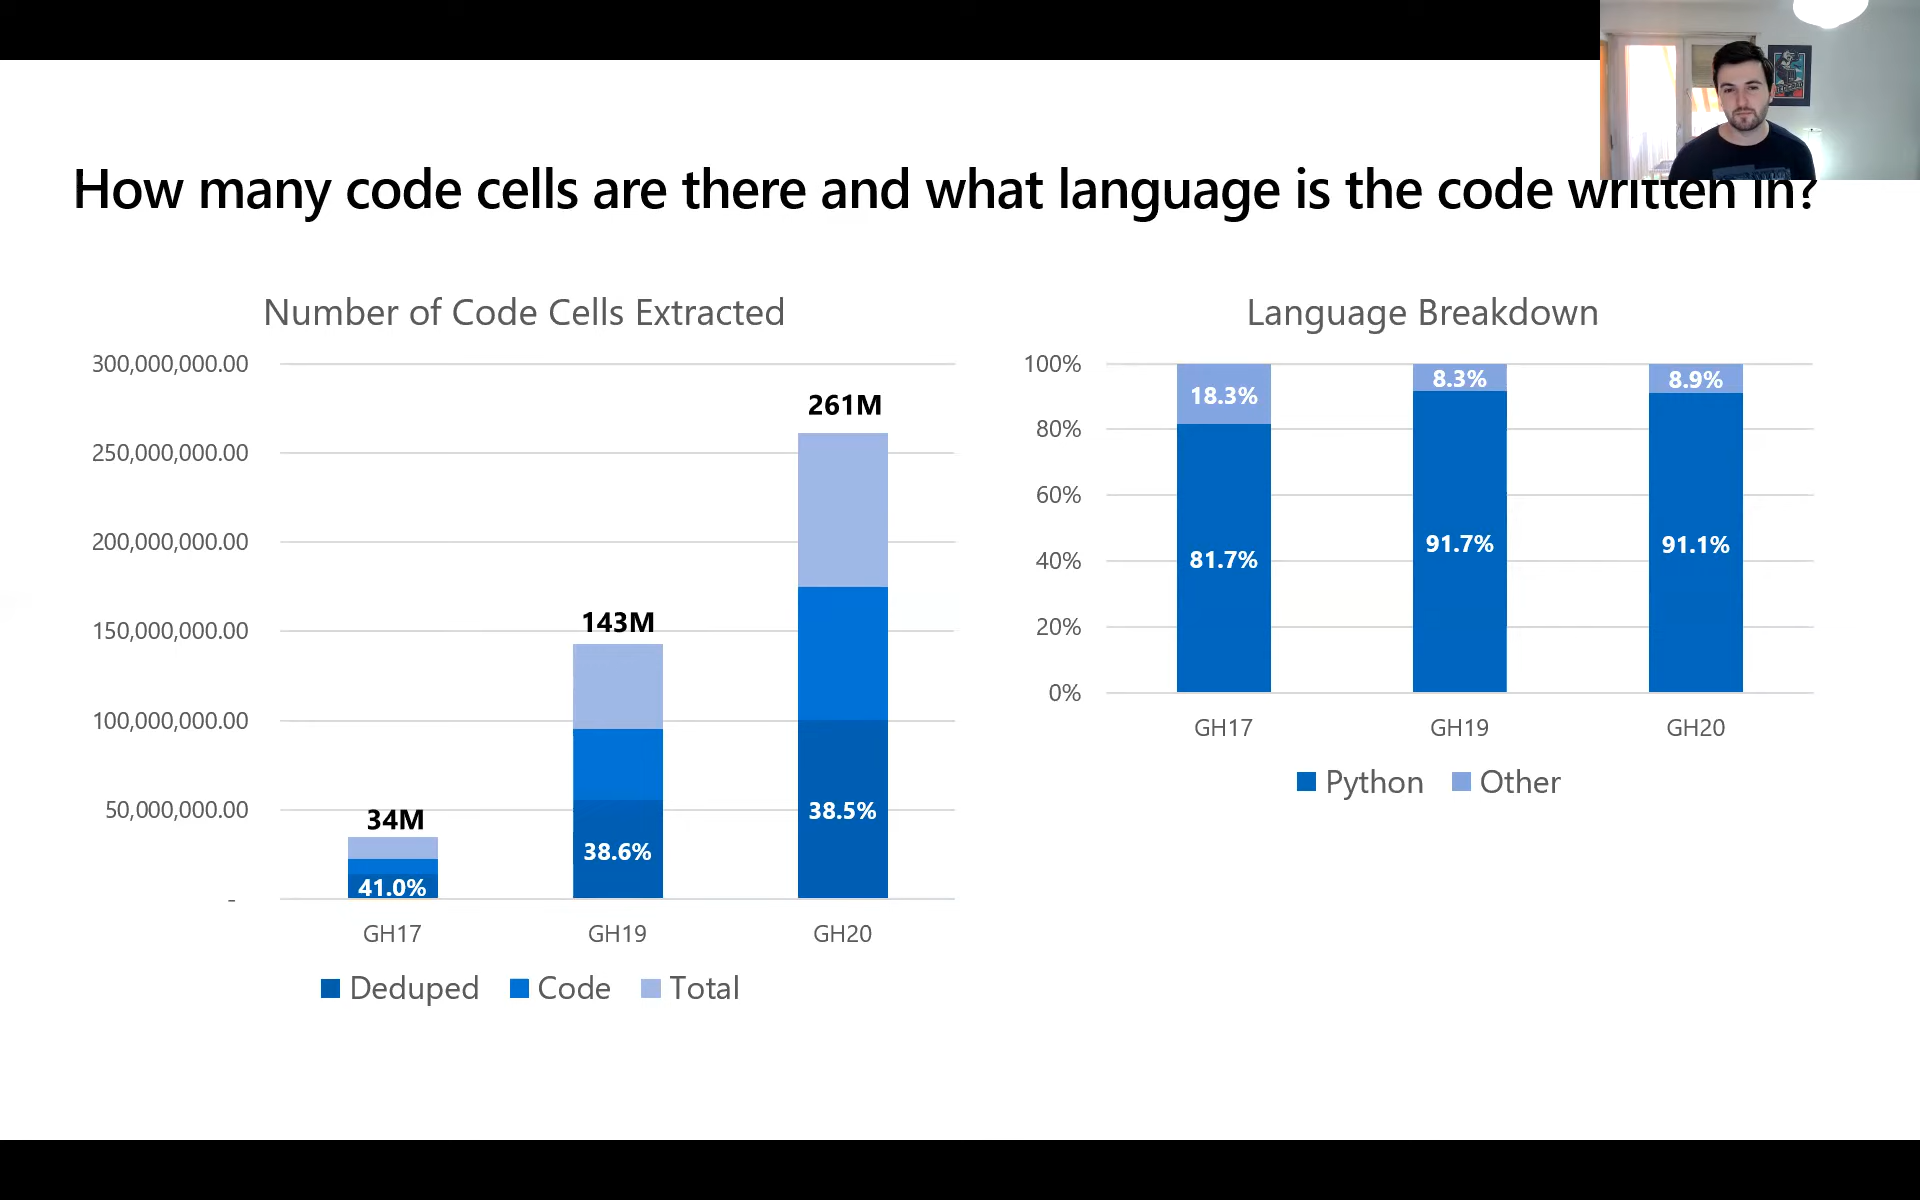 How many code cells are there and what language is the code written in?
Number of Code Cells Extracted
300,000,000.00
250,000,000.00
200,000,000.00
150,000,000.00
100,000,000.00
50,000,000.00
-
34M
41.0%
143M
38.6%
261M
38.5%
GH17
GH19
GH20
Deduped
Code
Total
Language Breakdown
100%
80%
60%
40%
20%
0%
18.3%
81.7%
8.3%
91.7%
8.9%
91.1%
GH17
GH19
GH20
Python
Other